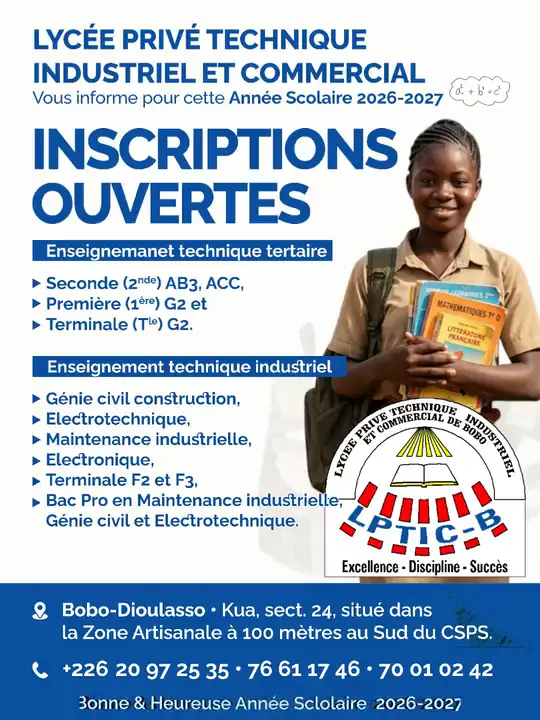 LYCÉE PRIVÉ TECHNIQUE
INDUSTRIEL ET COMMERCIAL
Vous informe pour cette Année Scolaire 2026-2027
a² + b² = c²
INSCRIPTIONS
OUVERTES
Enseignemanet technique tertaire
Seconde (2nde) AB3, ACC,
Première (1ère) G2 et
Terminale (Tle) G2.
Enseignement technique industriel
Génie civil construction,
Electrotechnique,
Maintenance industrielle,
Electronique,
Terminale F2 et F3,
Bac Pro en Maintenance industrielle,
Génie civil et Electrotechnique.
MATHEMATIQUES 1e D
LITTÉRATURE
FRANÇAISE
LYCEE PRIVE TECHNIQUE INDUSTRIEL
ET COMMERCIAL DE BOBO
LPTIC-B
Excellence - Discipline - Succès
Bobo-Dioulasso • Kua, sect. 24, situé dans
la Zone Artisanale à 100 mètres au Sud du CSPS.
+226 20 97 25 35 • 76 61 17 46 • 70 01 02 42
Bonne & Heureuse Année Sclolaire 2026-2027